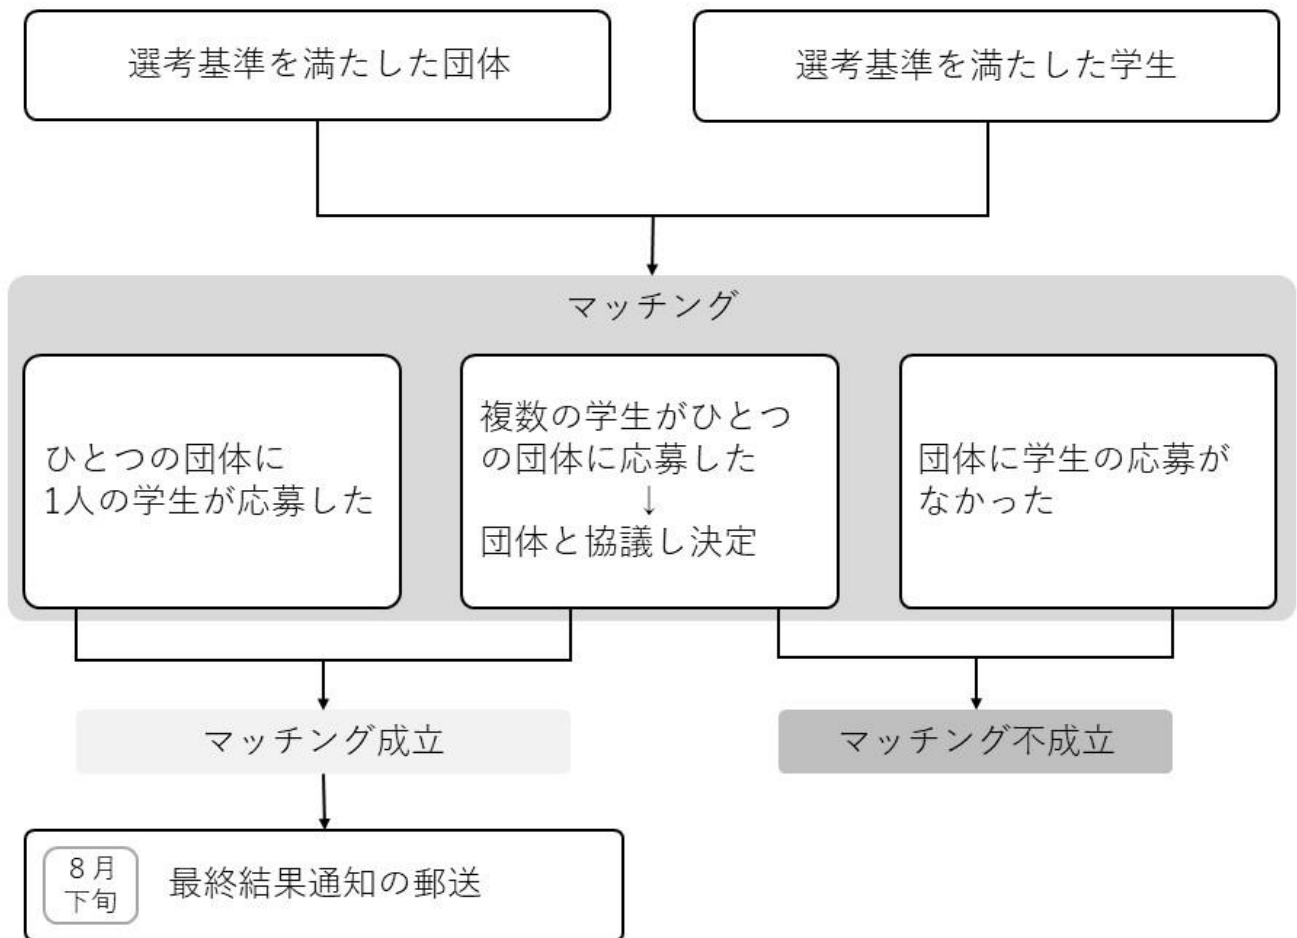 選考基準を満たした団体
選考基準を満たした学生
マッチング
ひとつの団体に
1人の学生が応募した
複数の学生がひとつ
の団体に応募した
↓
団体と協議し決定
団体に学生の応募が
なかった
マッチング成立
マッチング不成立
8月
下旬
最終結果通知の郵送